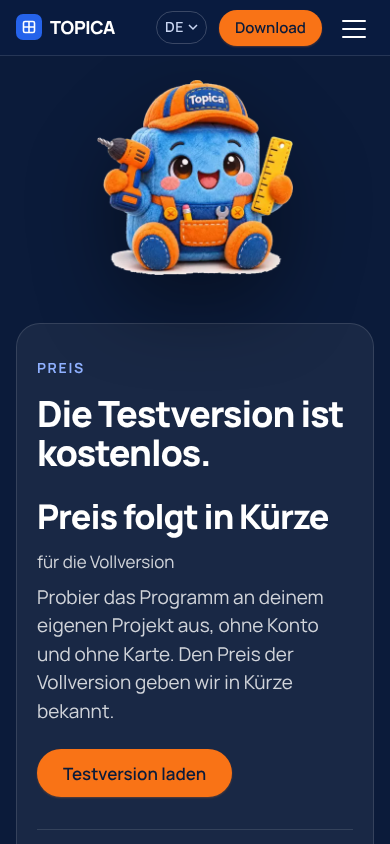 TOPICA
DE
Download
Topica
PREIS
Die Testversion ist
kostenlos.
Preis folgt in Kürze
für die Vollversion
Probier das Programm an deinem
eigenen Projekt aus, ohne Konto
und ohne Karte. Den Preis der
Vollversion geben wir in Kürze
bekannt.
Testversion laden